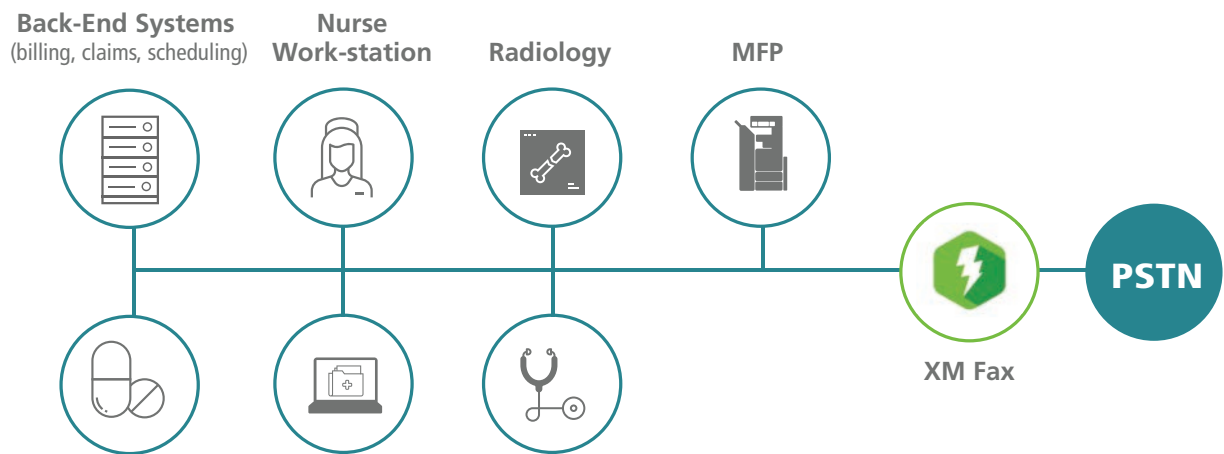 Back-End Systems
(billing, claims, scheduling)
Nurse
Work-station
Radiology
MFP
PSTN
XM Fax